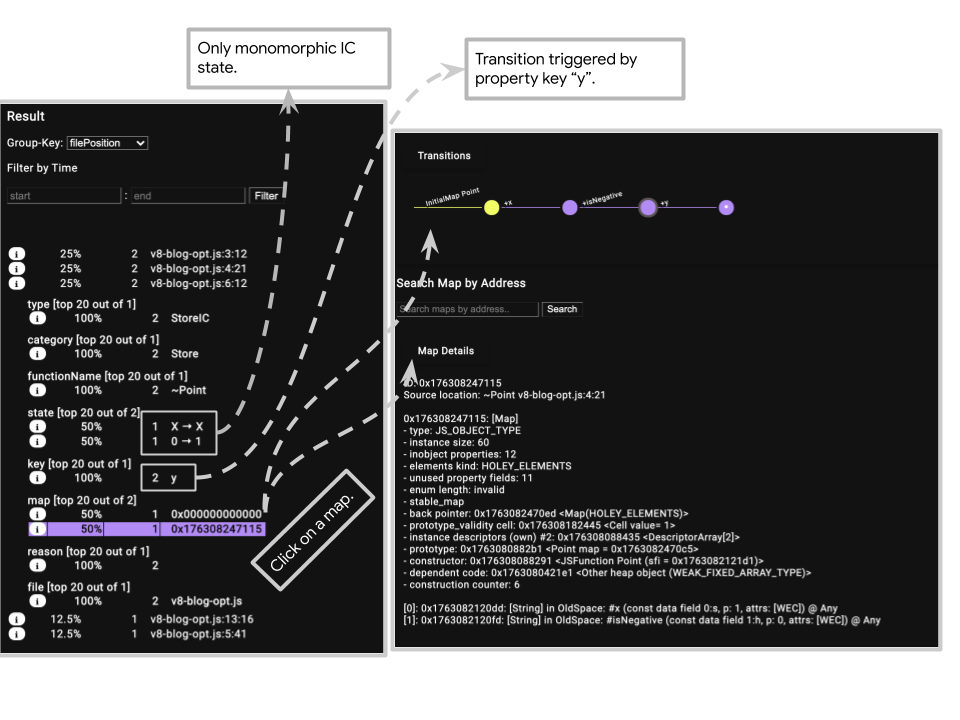 Only monomorphic IC
state.
Transition triggered by
property key “y”.
Result
Group-Key: filePosition
Filter by Time
start : end Filter
i 25% 2 v8-blog-opt.js:3:12
i 25% 2 v8-blog-opt.js:4:21
i 25% 2 v8-blog-opt.js:6:12
type [top 20 out of 1]
i 100% 2 StoreIC
category [top 20 out of 1]
i 100% 2 Store
functionName [top 20 out of 1]
i 100% 2 ~Point
state [top 20 out of 2]
i 50% 1 X → X
i 50% 1 0 → 1
key [top 20 out of 1]
i 100% 2 y
map [top 20 out of 2]
i 50% 1 0x000000000000
i 50% 1 0x176308247115
reason [top 20 out of 1]
i 100% 2
file [top 20 out of 1]
i 100% 2 v8-blog-opt.js
i 12.5% 1 v8-blog-opt.js:13:16
i 12.5% 1 v8-blog-opt.js:5:41
Click on a map.
Transitions
InitialMap Point +x +isNegative +y
Search Map by Address
Search maps by address.. Search
Map Details
ID: 0x176308247115
Source location: ~Point v8-blog-opt.js:4:21
0x176308247115: [Map]
- type: JS_OBJECT_TYPE
- instance size: 60
- inobject properties: 12
- elements kind: HOLEY_ELEMENTS
- unused property fields: 11
- enum length: invalid
- stable_map
- back pointer: 0x1763082470ed <Map(HOLEY_ELEMENTS)>
- prototype_validity cell: 0x176308182445 <Cell value= 1>
- instance descriptors (own) #2: 0x176308088435 <DescriptorArray[2]>
- prototype: 0x1763080882b1 <Point map = 0x1763082470c5>
- constructor: 0x176308088291 <JSFunction Point (sfi = 0x1763082121d1)>
- dependent code: 0x1763080421e1 <Other heap object (WEAK_FIXED_ARRAY_TYPE)>
- construction counter: 6
[0]: 0x1763082120dd: [String] in OldSpace: #x (const data field 0:s, p: 1, attrs: [WEC]) @ Any
[1]: 0x1763082120fd: [String] in OldSpace: #isNegative (const data field 1:h, p: 0, attrs: [WEC]) @ Any